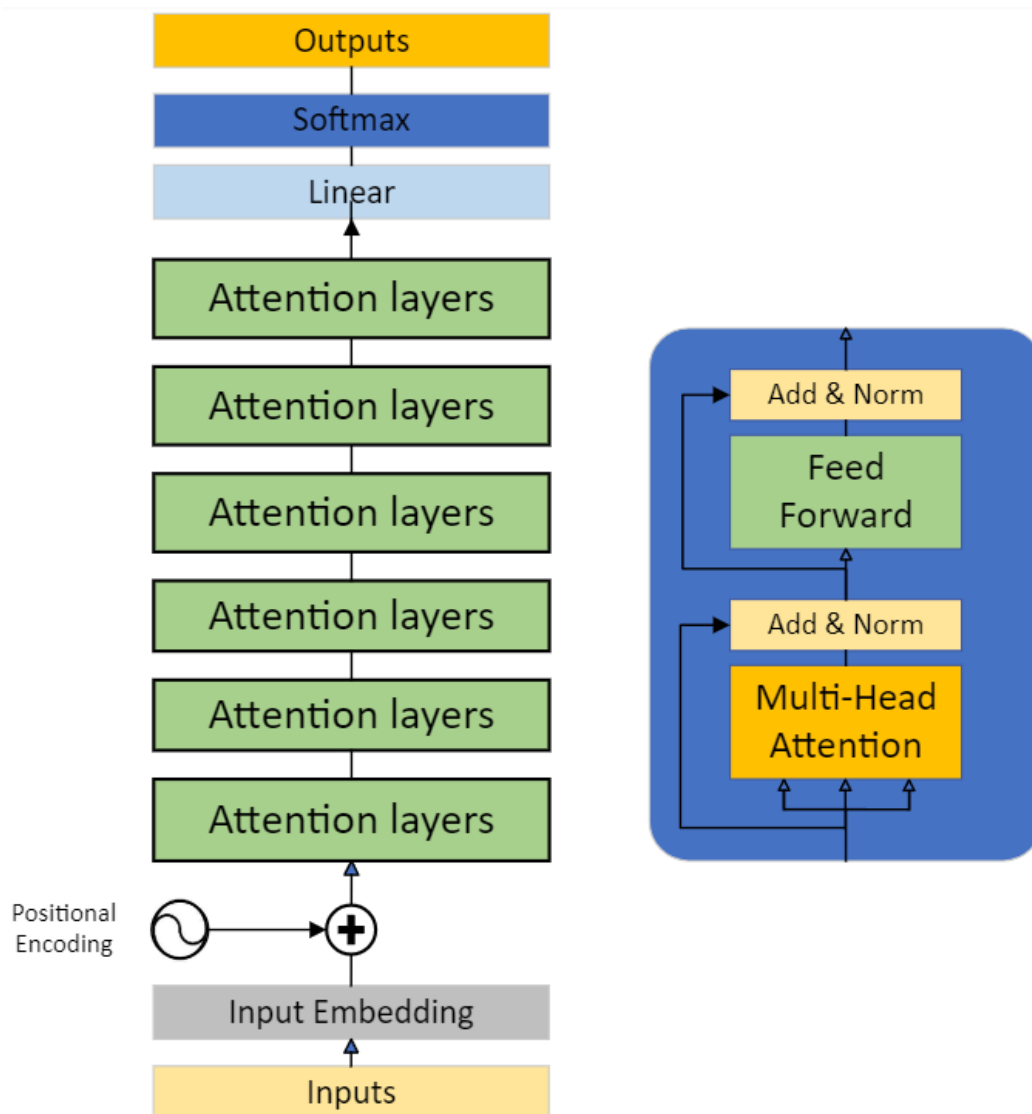 Outputs
Softmax
Linear
Attention layers
Attention layers
Attention layers
Attention layers
Attention layers
Attention layers
Positional
Encoding
Input Embedding
Inputs
Add & Norm
Feed
Forward
Add & Norm
Multi-Head
Attention